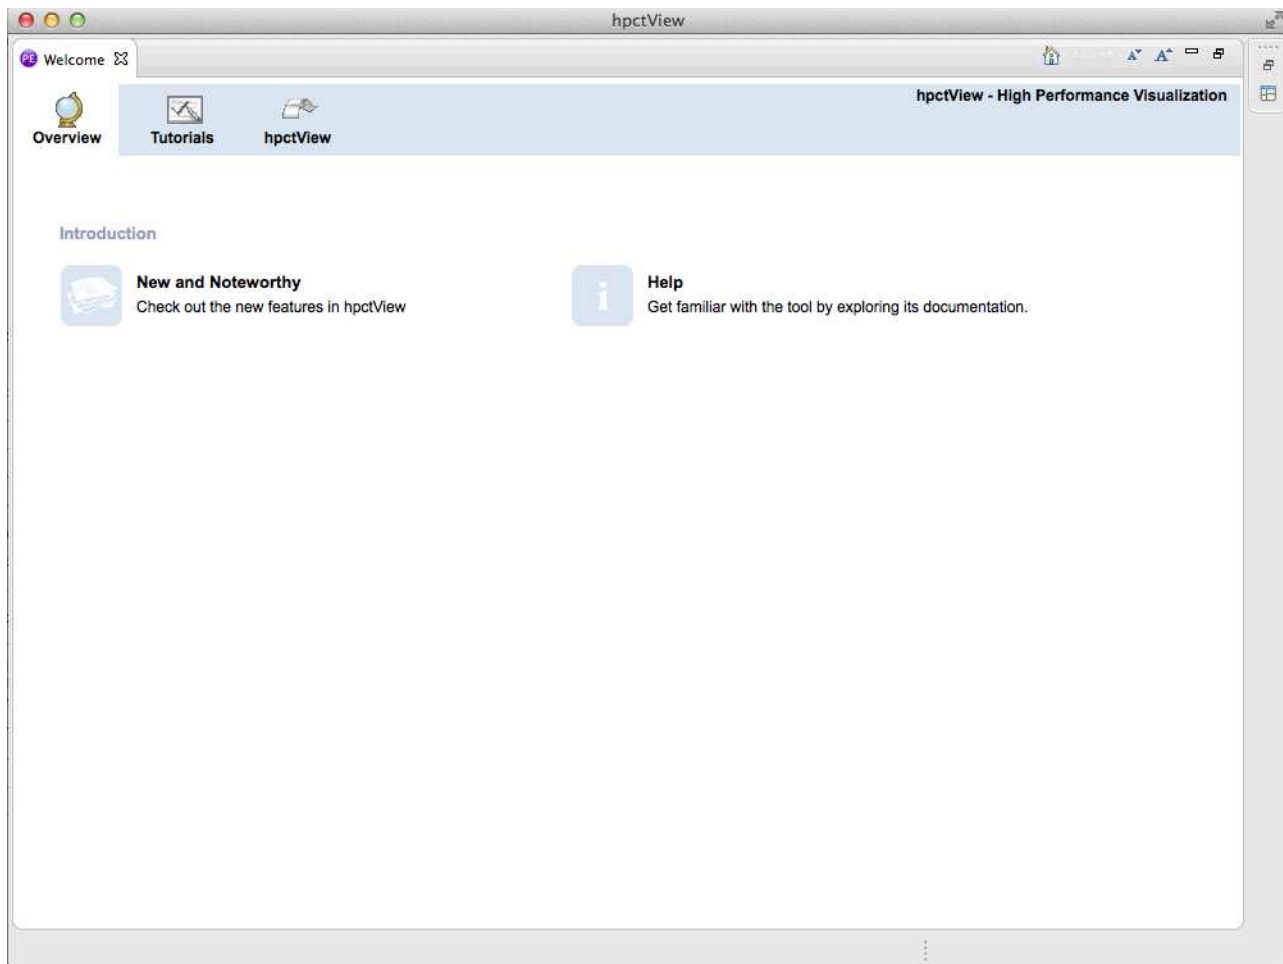 hpctView
PE Welcome
A A
hpctView - High Performance Visualization
Overview Tutorials hpctView
Introduction
New and Noteworthy
Check out the new features in hpctView
i
Help
Get familiar with the tool by exploring its documentation.